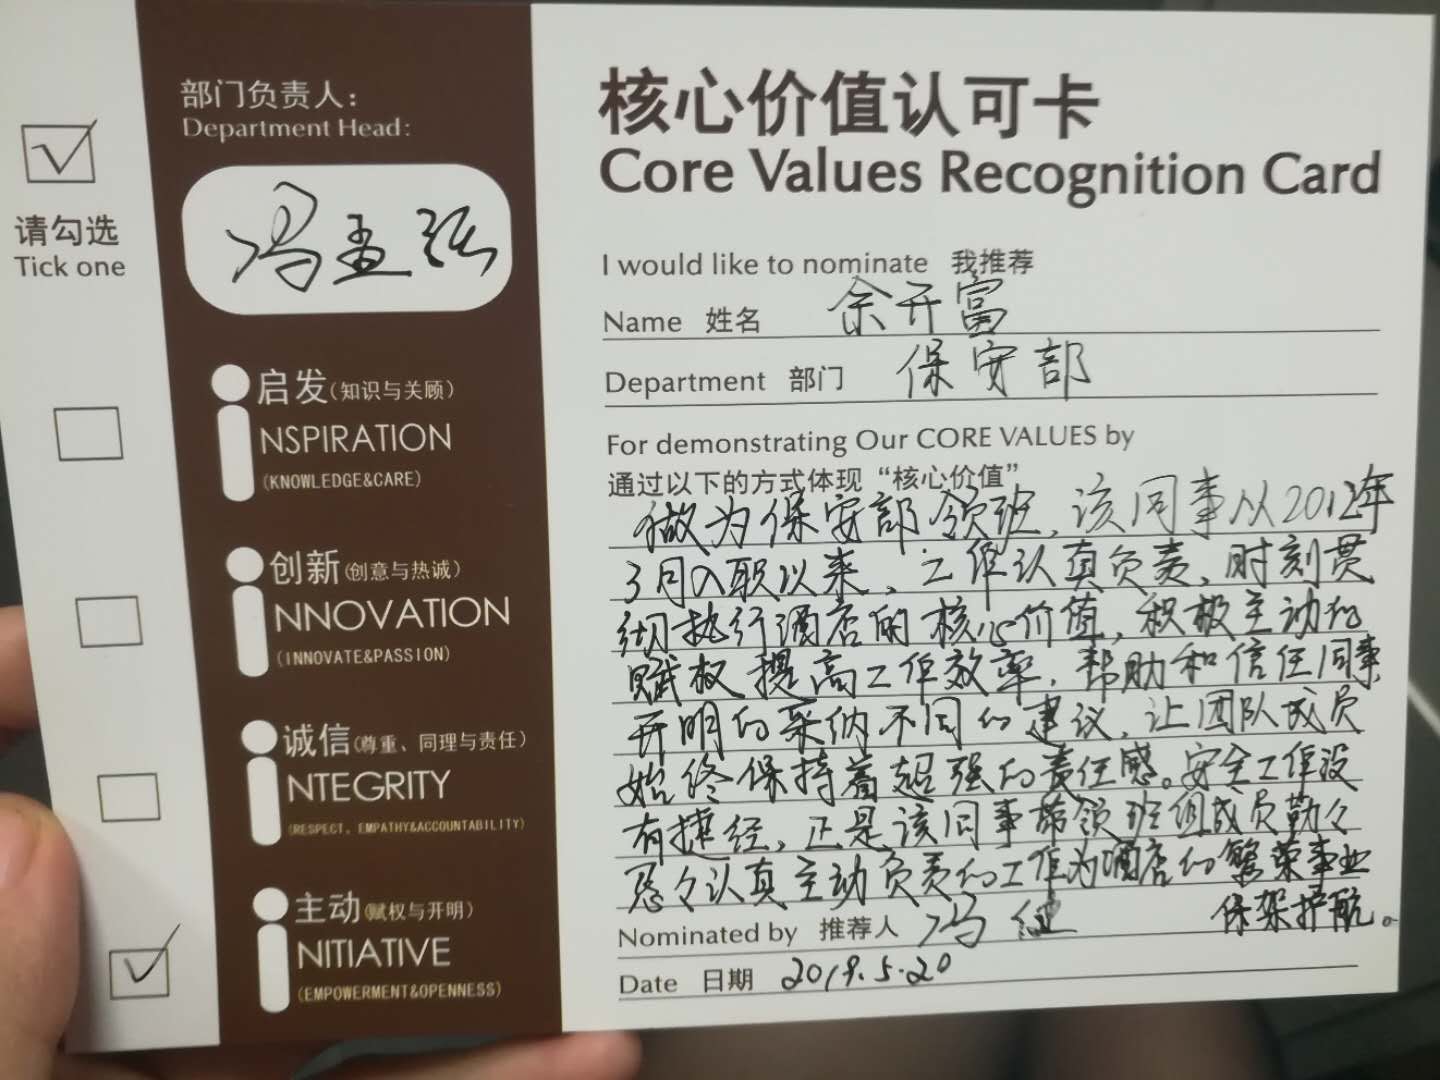 请勾选
Tick one
部门负责人：
Department Head:
冯孟强
启发(知识与关顾)
INSPIRATION
(KNOWLEDGE&CARE)
创新(创意与热诚)
INNOVATION
(INNOVATE&PASSION)
诚信(尊重、同理与责任)
INTEGRITY
(RESPECT、EMPATHY&ACCOUNTABILITY)
主动(赋权与开明)
INITIATIVE
(EMPOWERMENT&OPENNESS)
核心价值认可卡
Core Values Recognition Card
I would like to nominate 我推荐
Name 姓名 余开富
Department 部门 保安部
For demonstrating Our CORE VALUES by
通过以下的方式体现“核心价值”
做为保安部领班，该同事从2012年
3月入职以来，工作认真负责，时刻贯
彻执行酒店的核心价值，积极主动的
赋权提高工作效率，帮助和信任同事，
开明的采纳不同的建议，让团队成员
始终保持着超强的责任感。安全工作没
有捷径，正是该同事带领班组成员勤々
恳々认真主动负责的工作为酒店的繁荣事业
保架护航。
Nominated by 推荐人 冯健
Date 日期 2019.5.20